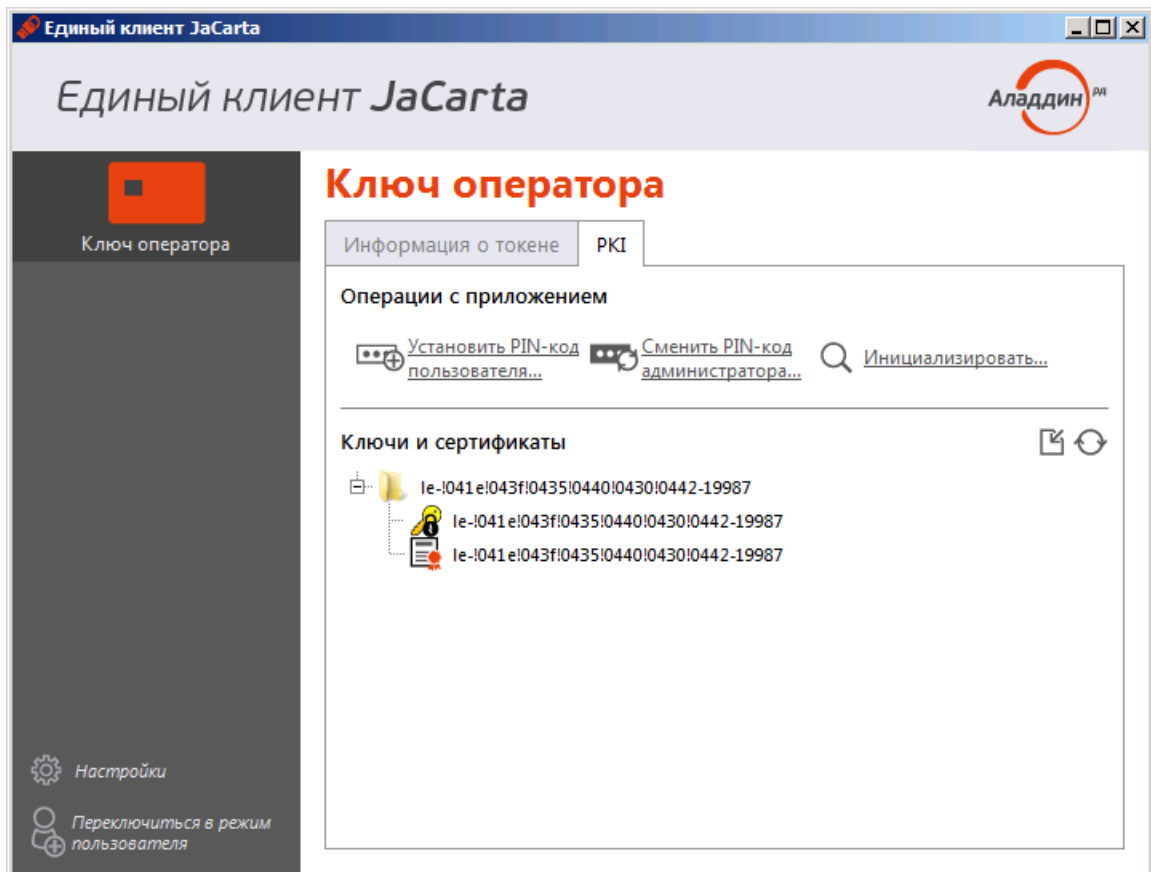 Единый клиент JaCarta
Единый клиент JaCarta
Аладдин РД
Ключ оператора
Ключ оператора
Информация о токене
PKI
Операции с приложением
Установить PIN-код
пользователя...
Сменить PIN-код
администратора...
Инициализировать...
Ключи и сертификаты
le-!041e!043f!0435!0440!0430!0442-19987
le-!041e!043f!0435!0440!0430!0442-19987
le-!041e!043f!0435!0440!0430!0442-19987
Настройки
Переключиться в режим
пользователя